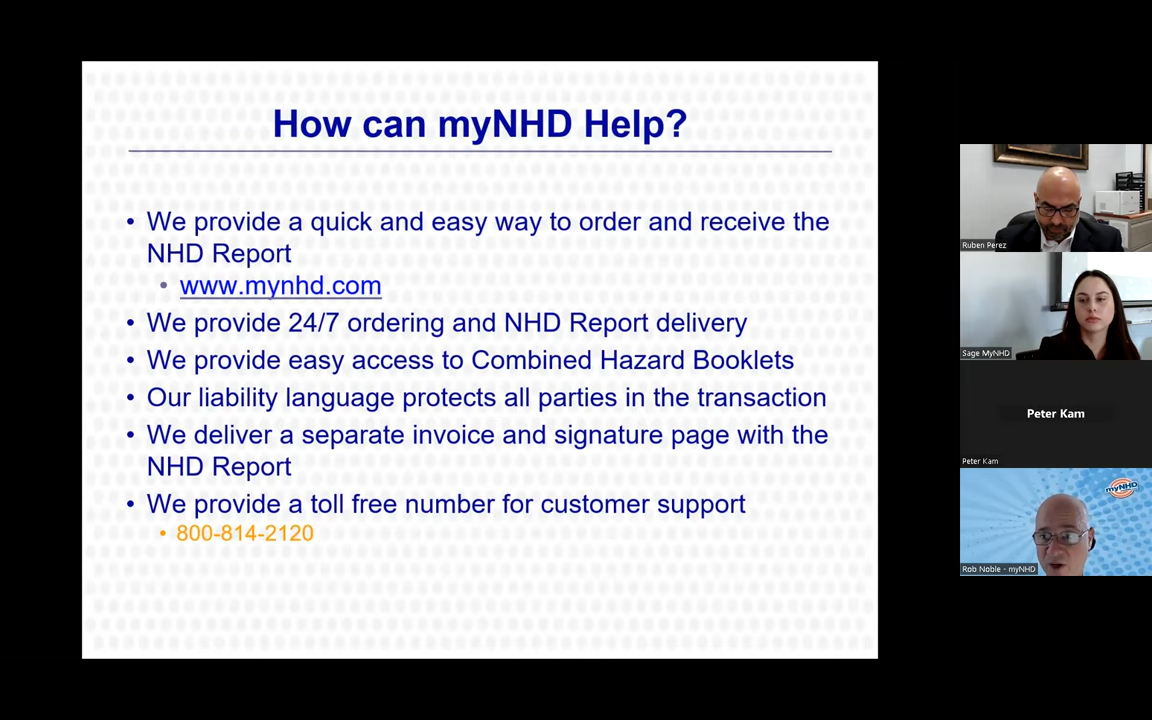 How can myNHD Help?
• We provide a quick and easy way to order and receive the
NHD Report
• www.mynhd.com
• We provide 24/7 ordering and NHD Report delivery
• We provide easy access to Combined Hazard Booklets
• Our liability language protects all parties in the transaction
• We deliver a separate invoice and signature page with the
NHD Report
• We provide a toll free number for customer support
• 800-814-2120
Ruben Perez
Sage MyNHD
Peter Kam
Peter Kam
myNHD
Rob Noble - myNHD